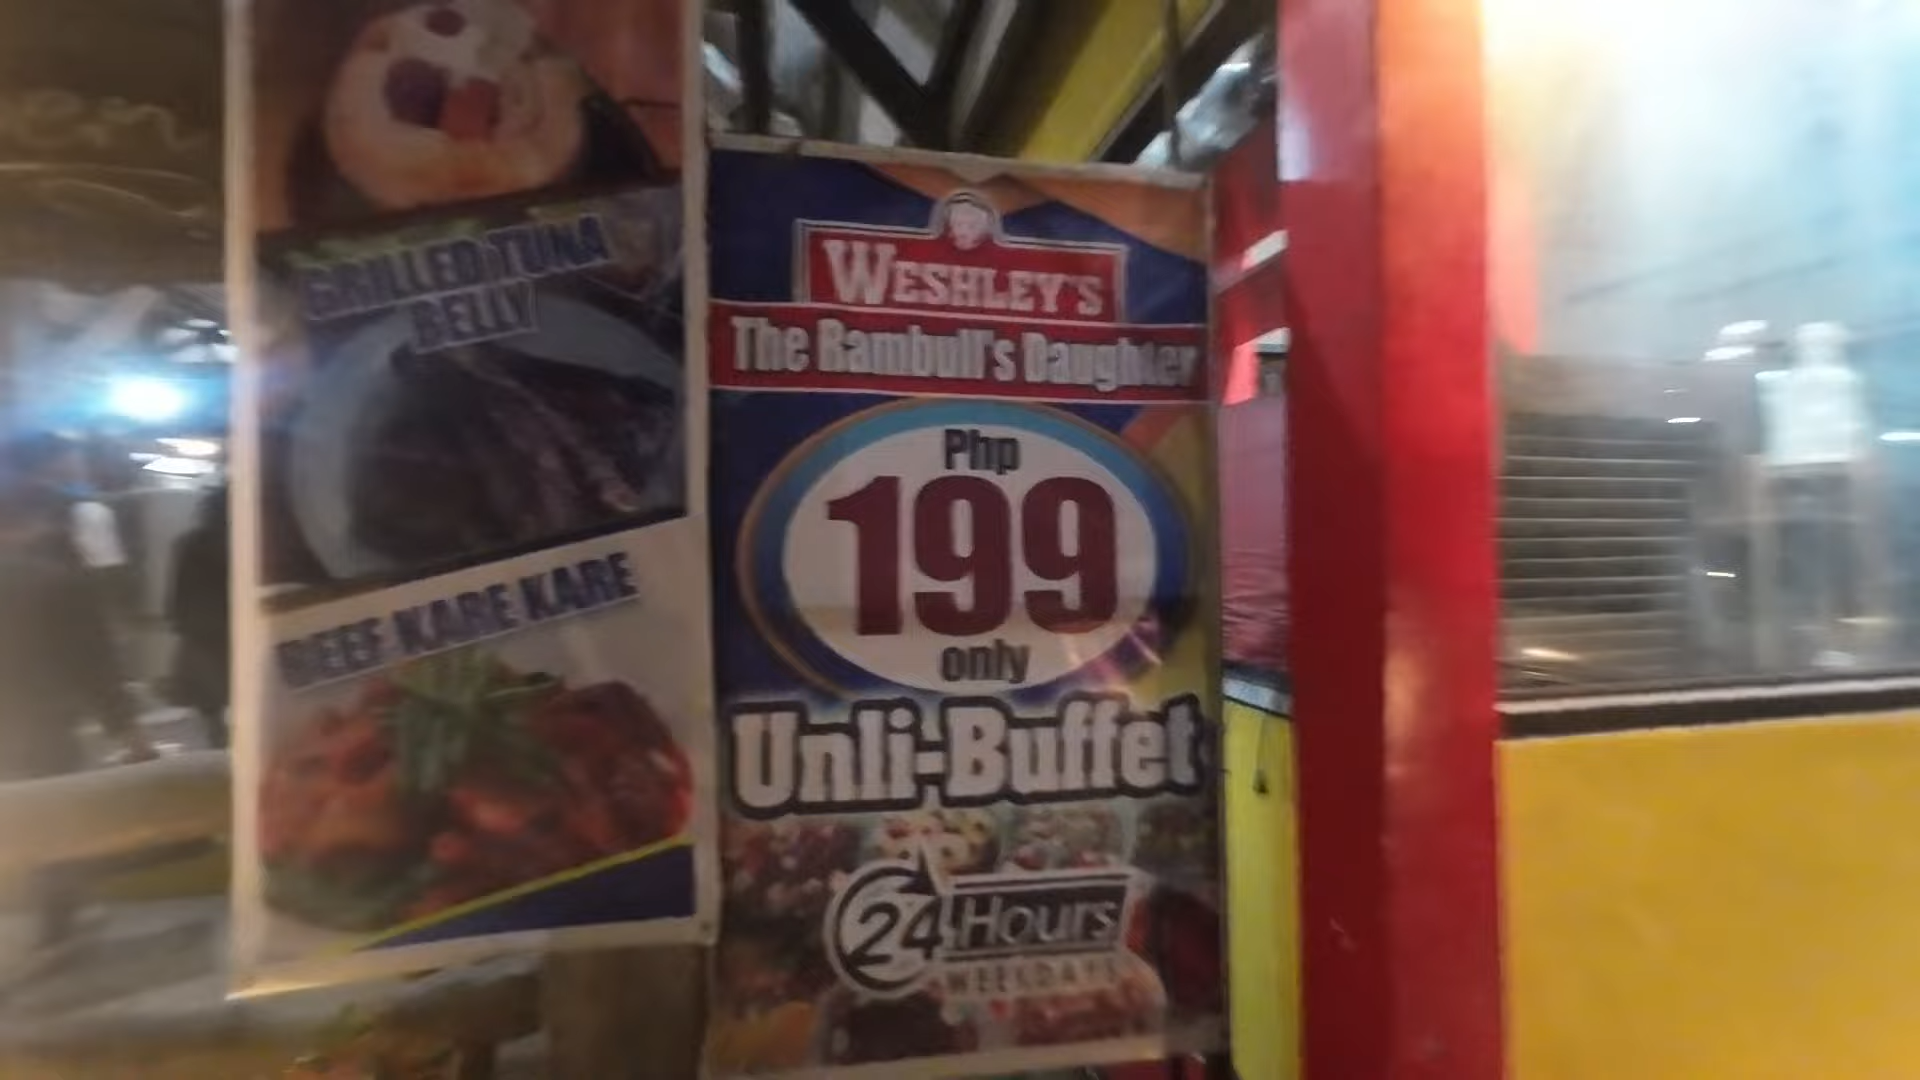 GRILLED TUNA
BELLY
BEEF KARE KARE
WESHLEY'S
The Rambull's Daughter
Php
199
only
Unli-Buffet
24 Hours
WEEKDAYS